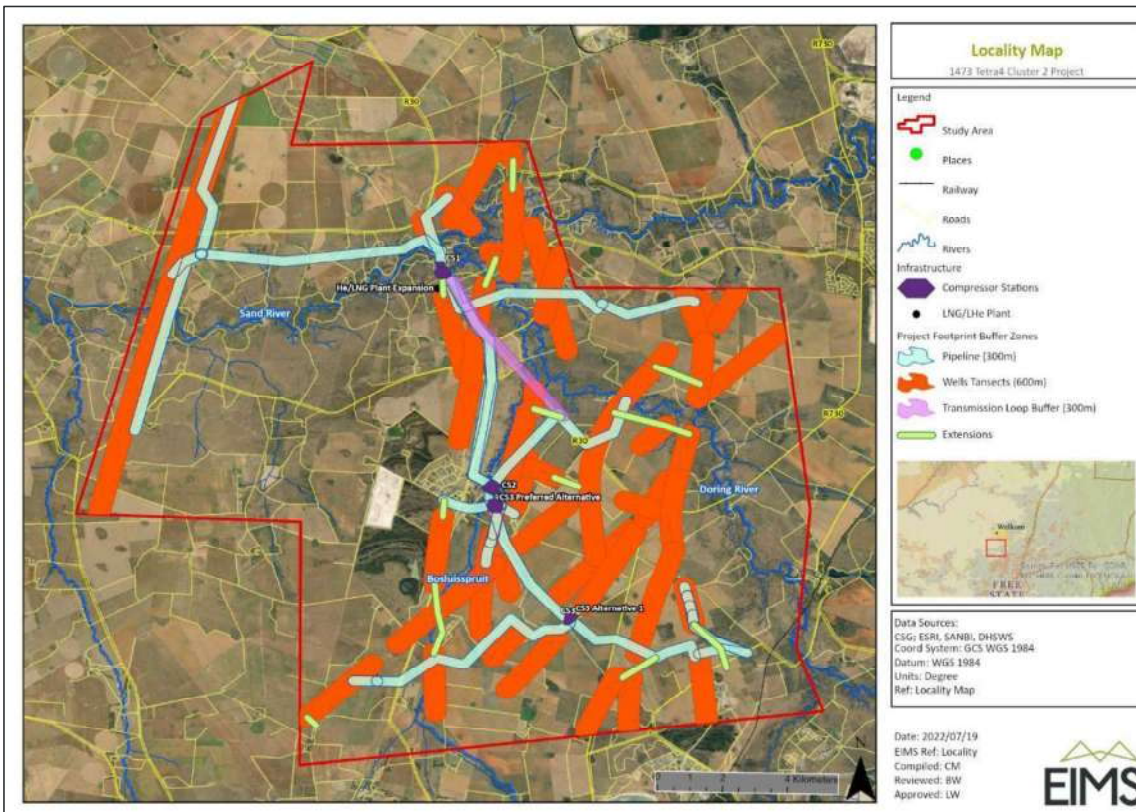 Locality Map
1473 Tetra4 Cluster 2 Project
Legend
Study Area
Places
Railway
Roads
Rivers
Infrastructure
Compressor Stations
LNG/LHe Plant
Project Footprint Buffer Zones
Pipeline (300m)
Wells Tansects (600m)
Transmission Loop Buffer (300m)
Extensions
Welkom
FREE
STATE
Data Sources:
CSG; ESRI, SANBI, DHSWS
Coord System: GCS WGS 1984
Datum: WGS 1984
Units: Degree
Ref: Locality Map
Date: 2022/07/19
EIMS Ref: Locality
Compiled: CM
Reviewed: BW
Approved: LW
EIMS
R730
R30
CS1
He/LNG Plant Expansion
Sand River
R730
R30
CS2
CS3 Preferred Alternative
Doring River
Busluisspruit
CS3 Alternative 1
N
0 1 2 4 Kilometers